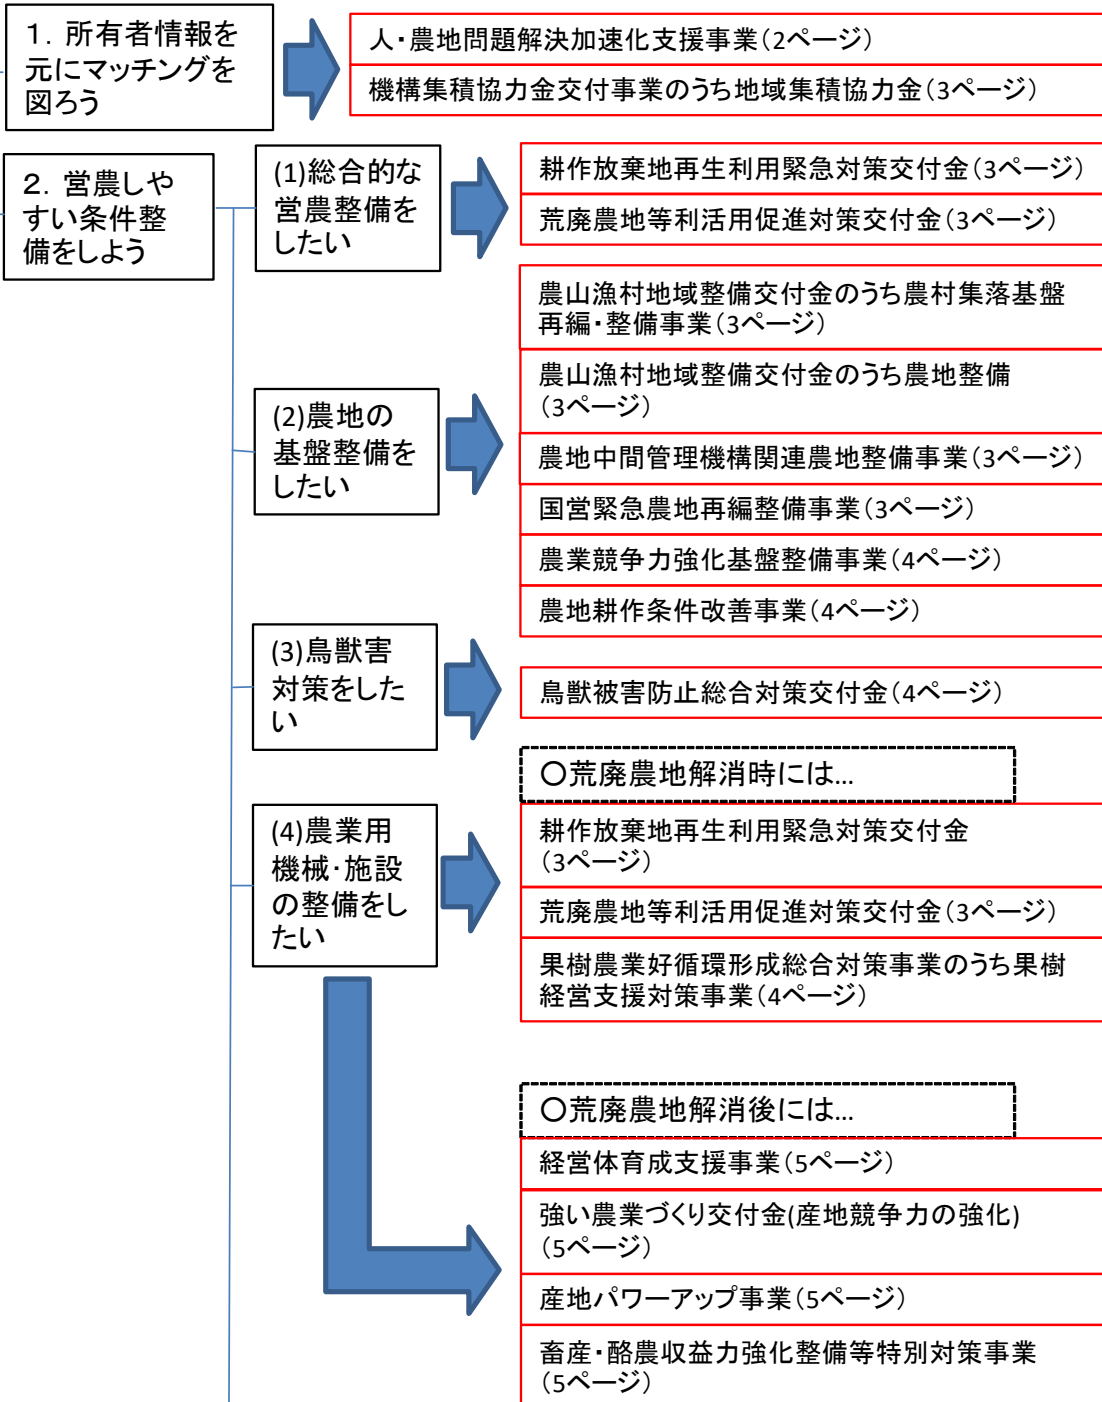 1．所有者情報を
元にマッチングを
図ろう
人・農地問題解決加速化支援事業（2ページ）
機構集積協力金交付事業のうち地域集積協力金（3ページ）
2．営農しや
すい条件整
備をしよう
(1)総合的な
営農整備を
したい
耕作放棄地再生利用緊急対策交付金（3ページ）
荒廃農地等利活用促進対策交付金（3ページ）
(2)農地の
基盤整備を
したい
農山漁村地域整備交付金のうち農村集落基盤
再編・整備事業（3ページ）
農山漁村地域整備交付金のうち農地整備
（3ページ）
農地中間管理機構関連農地整備事業（3ページ）
国営緊急農地再編整備事業（3ページ）
農業競争力強化基盤整備事業（4ページ）
農地耕作条件改善事業（4ページ）
(3)鳥獣害
対策をした
い
鳥獣被害防止総合対策交付金（4ページ）
(4)農業用
機械・施設
の整備をし
たい
〇荒廃農地解消時には…
耕作放棄地再生利用緊急対策交付金
（3ページ）
荒廃農地等利活用促進対策交付金（3ページ）
果樹農業好循環形成総合対策事業のうち果樹
経営支援対策事業（4ページ）
〇荒廃農地解消後には…
経営体育成支援事業（5ページ）
強い農業づくり交付金(産地競争力の強化)
（5ページ）
産地パワーアップ事業（5ページ）
畜産・酪農収益力強化整備等特別対策事業
（5ページ）